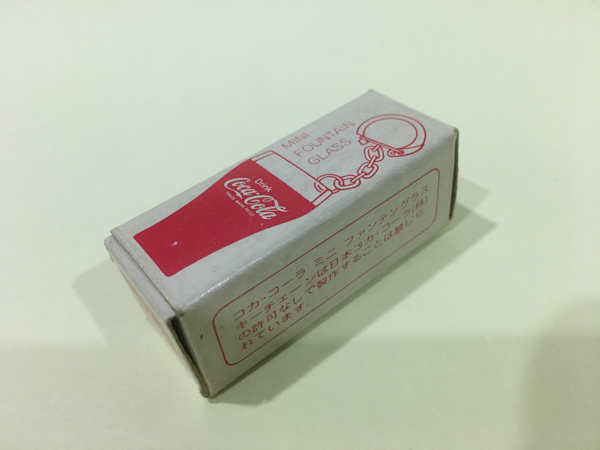 MINI
FOUNTAIN
GLASS
Drink
Coca-Cola
コカ・コーラ ミニ ファンテングラス
キーチェーンは日本コカ・コーラ(株)
の許可なしで製作することは禁じら
れています.